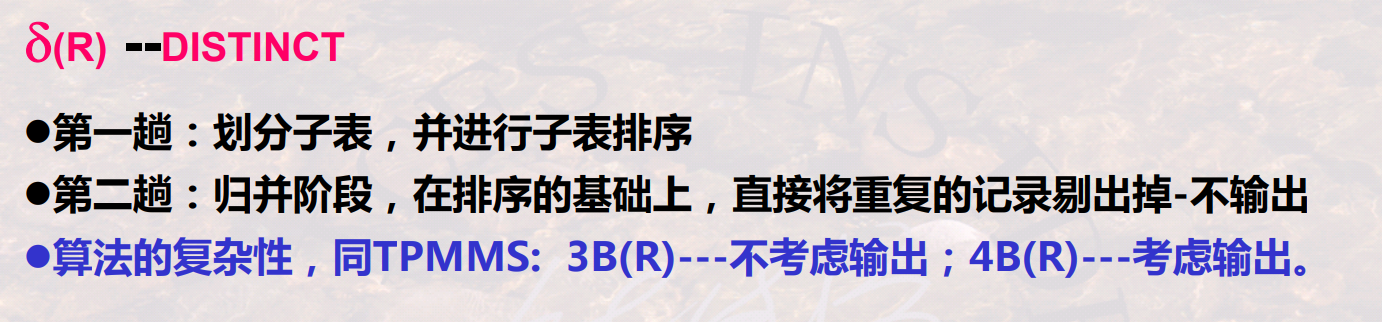 δ(R) --DISTINCT
●第一趟：划分子表，并进行子表排序
●第二趟：归并阶段，在排序的基础上，直接将重复的记录剔出掉-不输出
●算法的复杂性，同TPMMS: 3B(R)---不考虑输出；4B(R)---考虑输出。